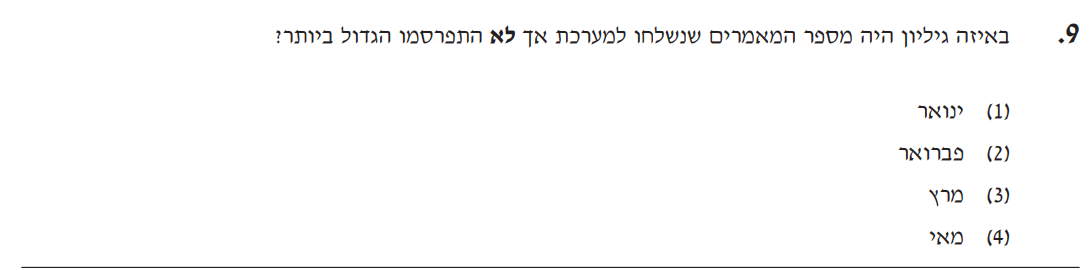 9. באיזה גיליון היה מספר המאמרים שנשלחו למערכת אך לא התפרסמו הגדול ביותר?
(1) ינואר
(2) פברואר
(3) מרץ
(4) מאי